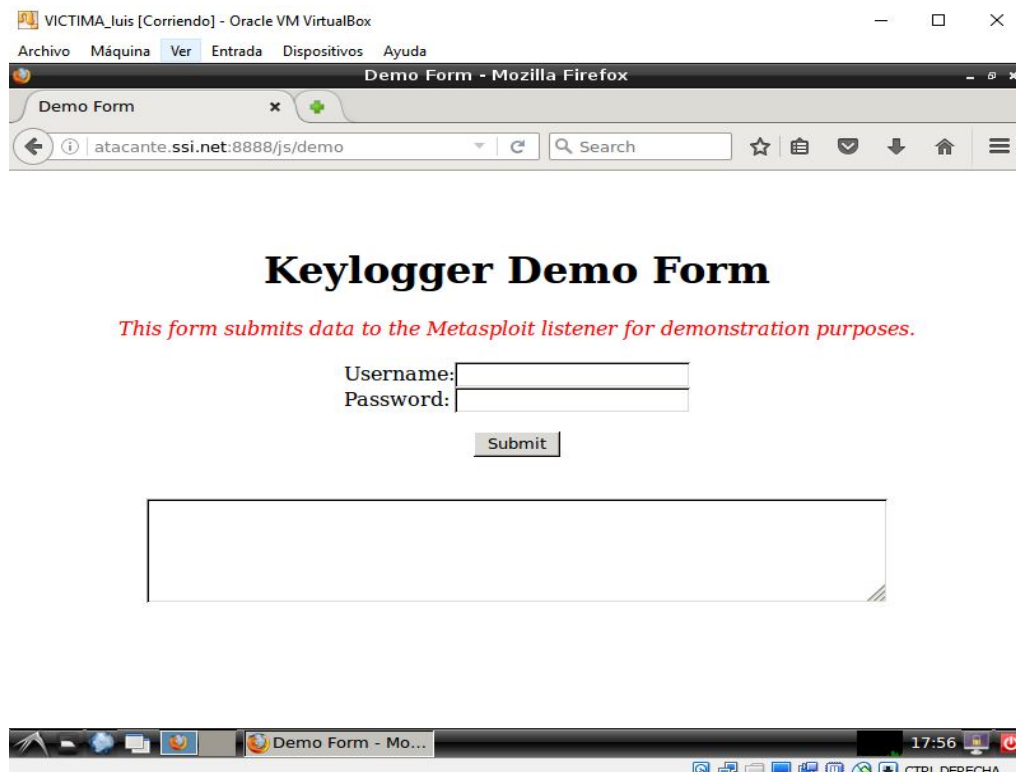 VICTIMA_luis [Corriendo] - Oracle VM VirtualBox
Archivo Máquina Ver Entrada Dispositivos Ayuda
Demo Form - Mozilla Firefox
Demo Form
atacante.ssi.net:8888/js/demo
Search
Keylogger Demo Form
This form submits data to the Metasploit listener for demonstration purposes.
Username:
Password:
Submit
Demo Form - Mo...
17:56
CTRL DERECHA